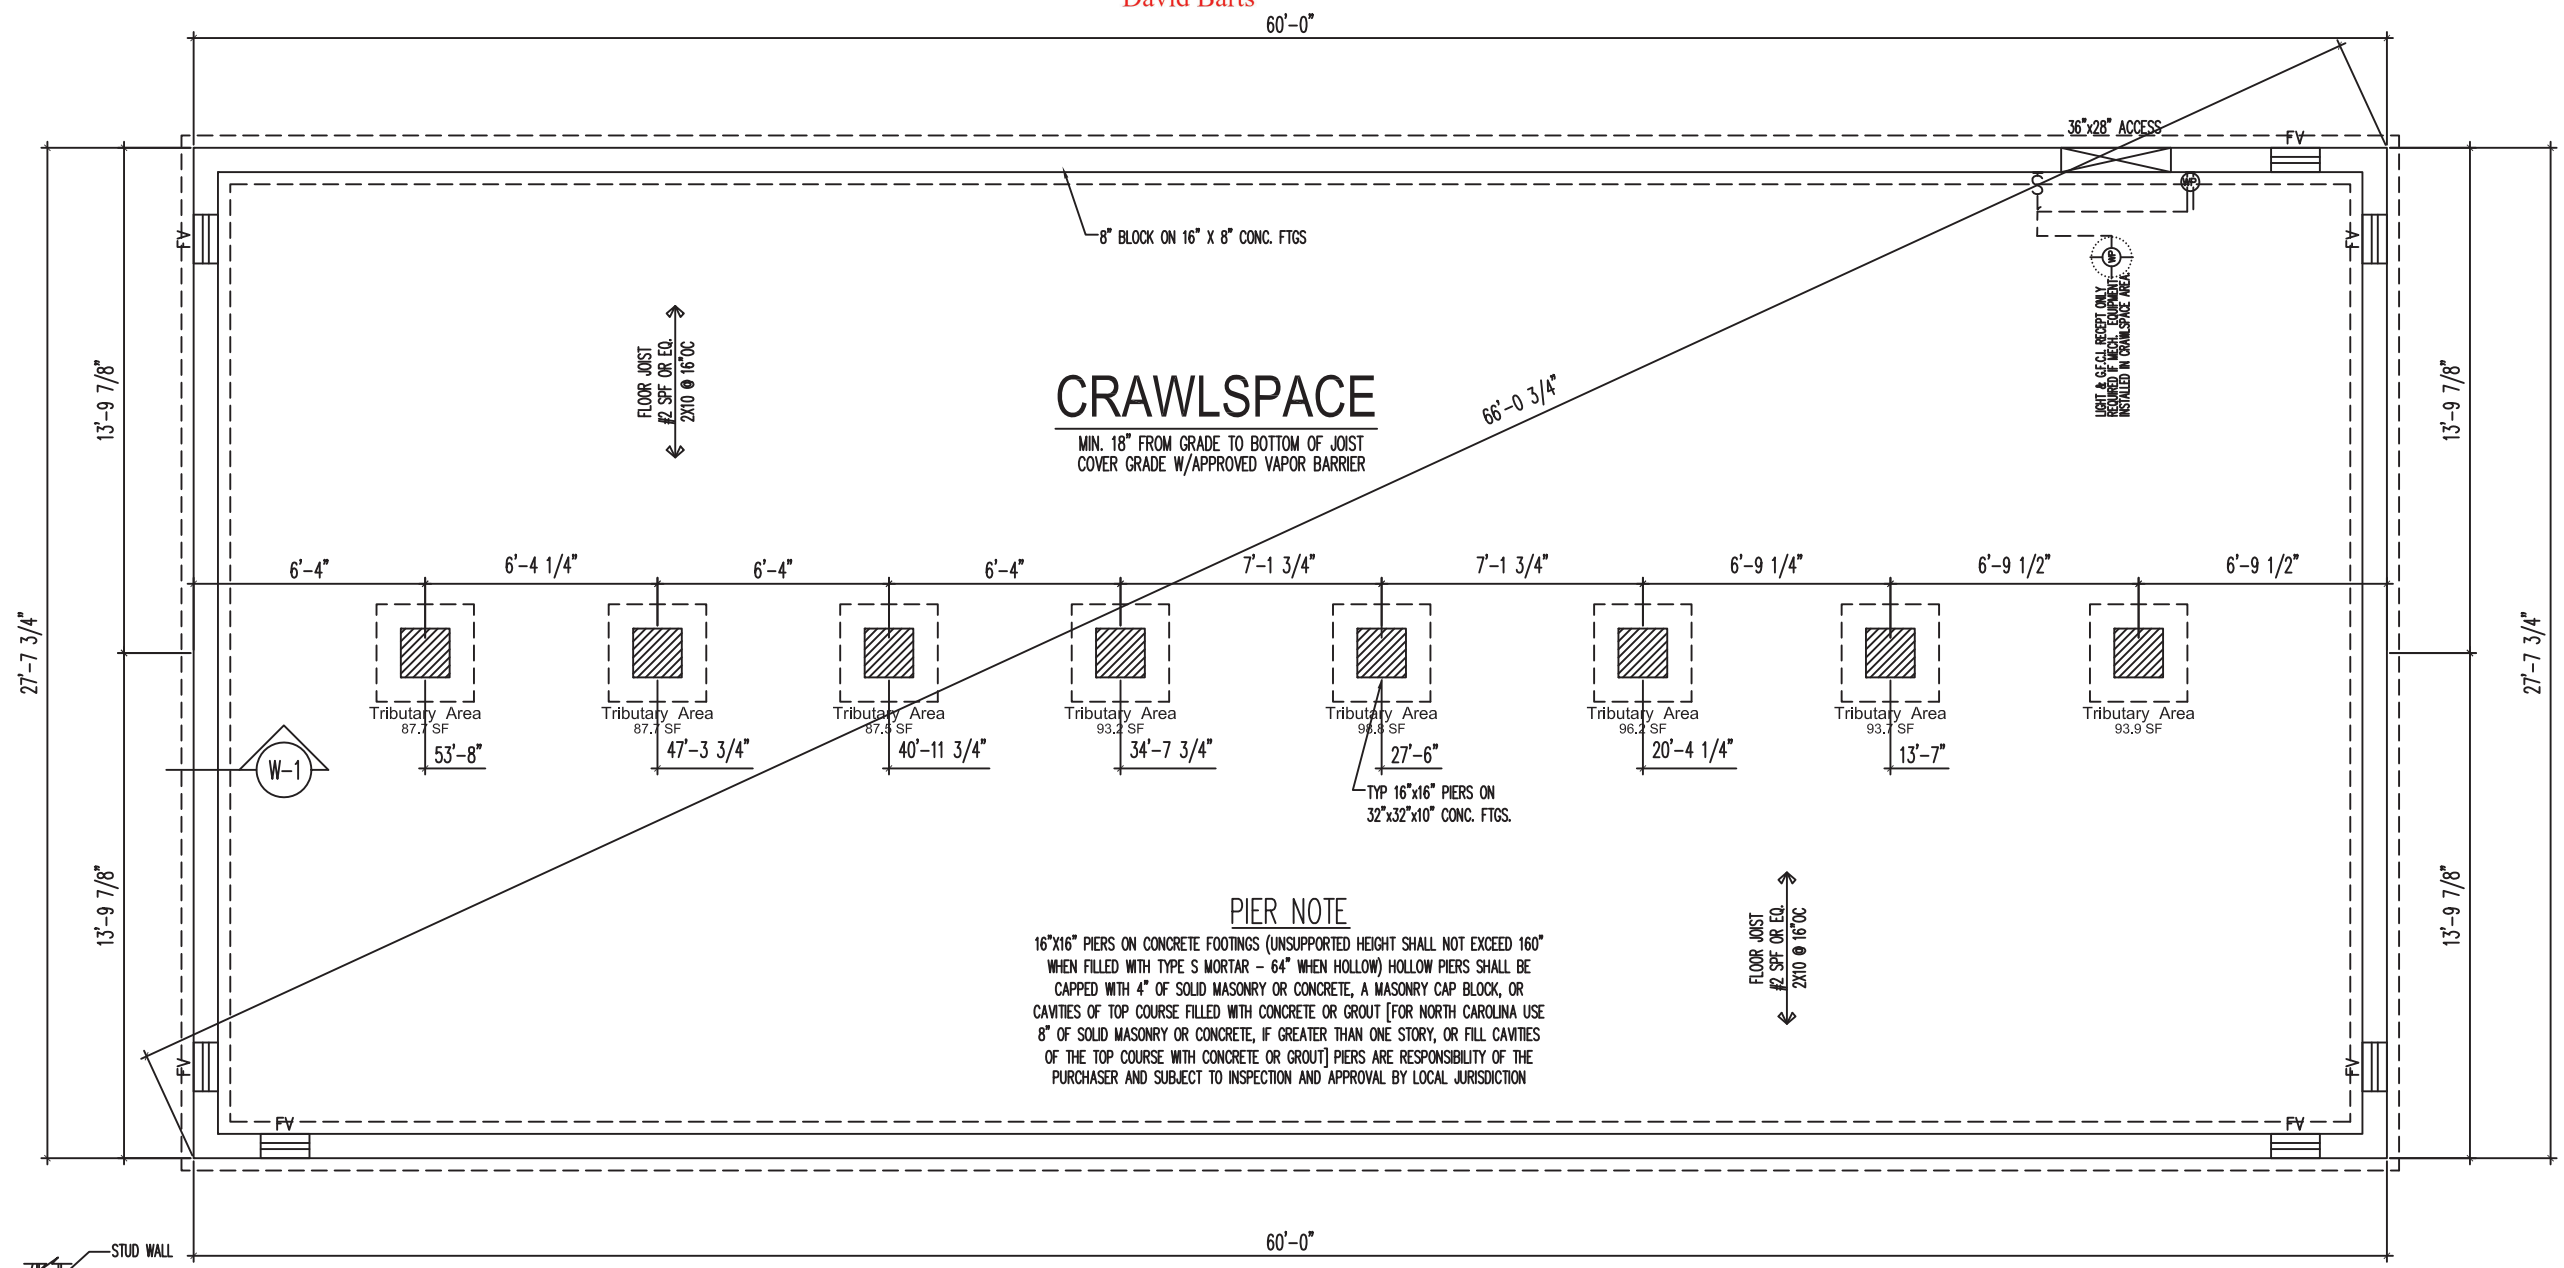 David Barts
60'-0"
36"x28" ACCESS
FV
FV
FV
WP
8" BLOCK ON 16" X 8" CONC. FTGS
WP
LIGHT & G.F.C.I. RECEPT ONLY
REQUIRED IF MECH. EQUIPMENT
INSTALLED IN CRAWLSPACE AREA.
FLOOR JOIST
#2 SPF OR EQ.
2X10 @ 16"OC
13'-9 7/8"
13'-9 7/8"
CRAWLSPACE
MIN. 18" FROM GRADE TO BOTTOM OF JOIST
COVER GRADE W/APPROVED VAPOR BARRIER
66'-0 3/4"
6'-4"
6'-4 1/4"
6'-4"
6'-4"
7'-1 3/4"
7'-1 3/4"
6'-9 1/4"
6'-9 1/2"
6'-9 1/2"
27'-7 3/4"
27'-7 3/4"
Tributary Area
87.7 SF
Tributary Area
87.7 SF
Tributary Area
87.5 SF
Tributary Area
93.2 SF
Tributary Area
98.8 SF
Tributary Area
96.2 SF
Tributary Area
93.7 SF
Tributary Area
93.9 SF
53'-8"
47'-3 3/4"
40'-11 3/4"
34'-7 3/4"
27'-6"
20'-4 1/4"
13'-7"
W-1
TYP 16"x16" PIERS ON
32"x32"x10" CONC. FTGS.
13'-9 7/8"
13'-9 7/8"
PIER NOTE
16"X16" PIERS ON CONCRETE FOOTINGS (UNSUPPORTED HEIGHT SHALL NOT EXCEED 160"
WHEN FILLED WITH TYPE S MORTAR - 64" WHEN HOLLOW) HOLLOW PIERS SHALL BE
CAPPED WITH 4" OF SOLID MASONRY OR CONCRETE, A MASONRY CAP BLOCK, OR
CAVITIES OF TOP COURSE FILLED WITH CONCRETE OR GROUT [FOR NORTH CAROLINA USE
8" OF SOLID MASONRY OR CONCRETE, IF GREATER THAN ONE STORY, OR FILL CAVITIES
OF THE TOP COURSE WITH CONCRETE OR GROUT] PIERS ARE RESPONSIBILITY OF THE
PURCHASER AND SUBJECT TO INSPECTION AND APPROVAL BY LOCAL JURISDICTION
FLOOR JOIST
#2 SPF OR EQ.
2X10 @ 16"OC
FV
FV
FV
FV
STUD WALL
60'-0"